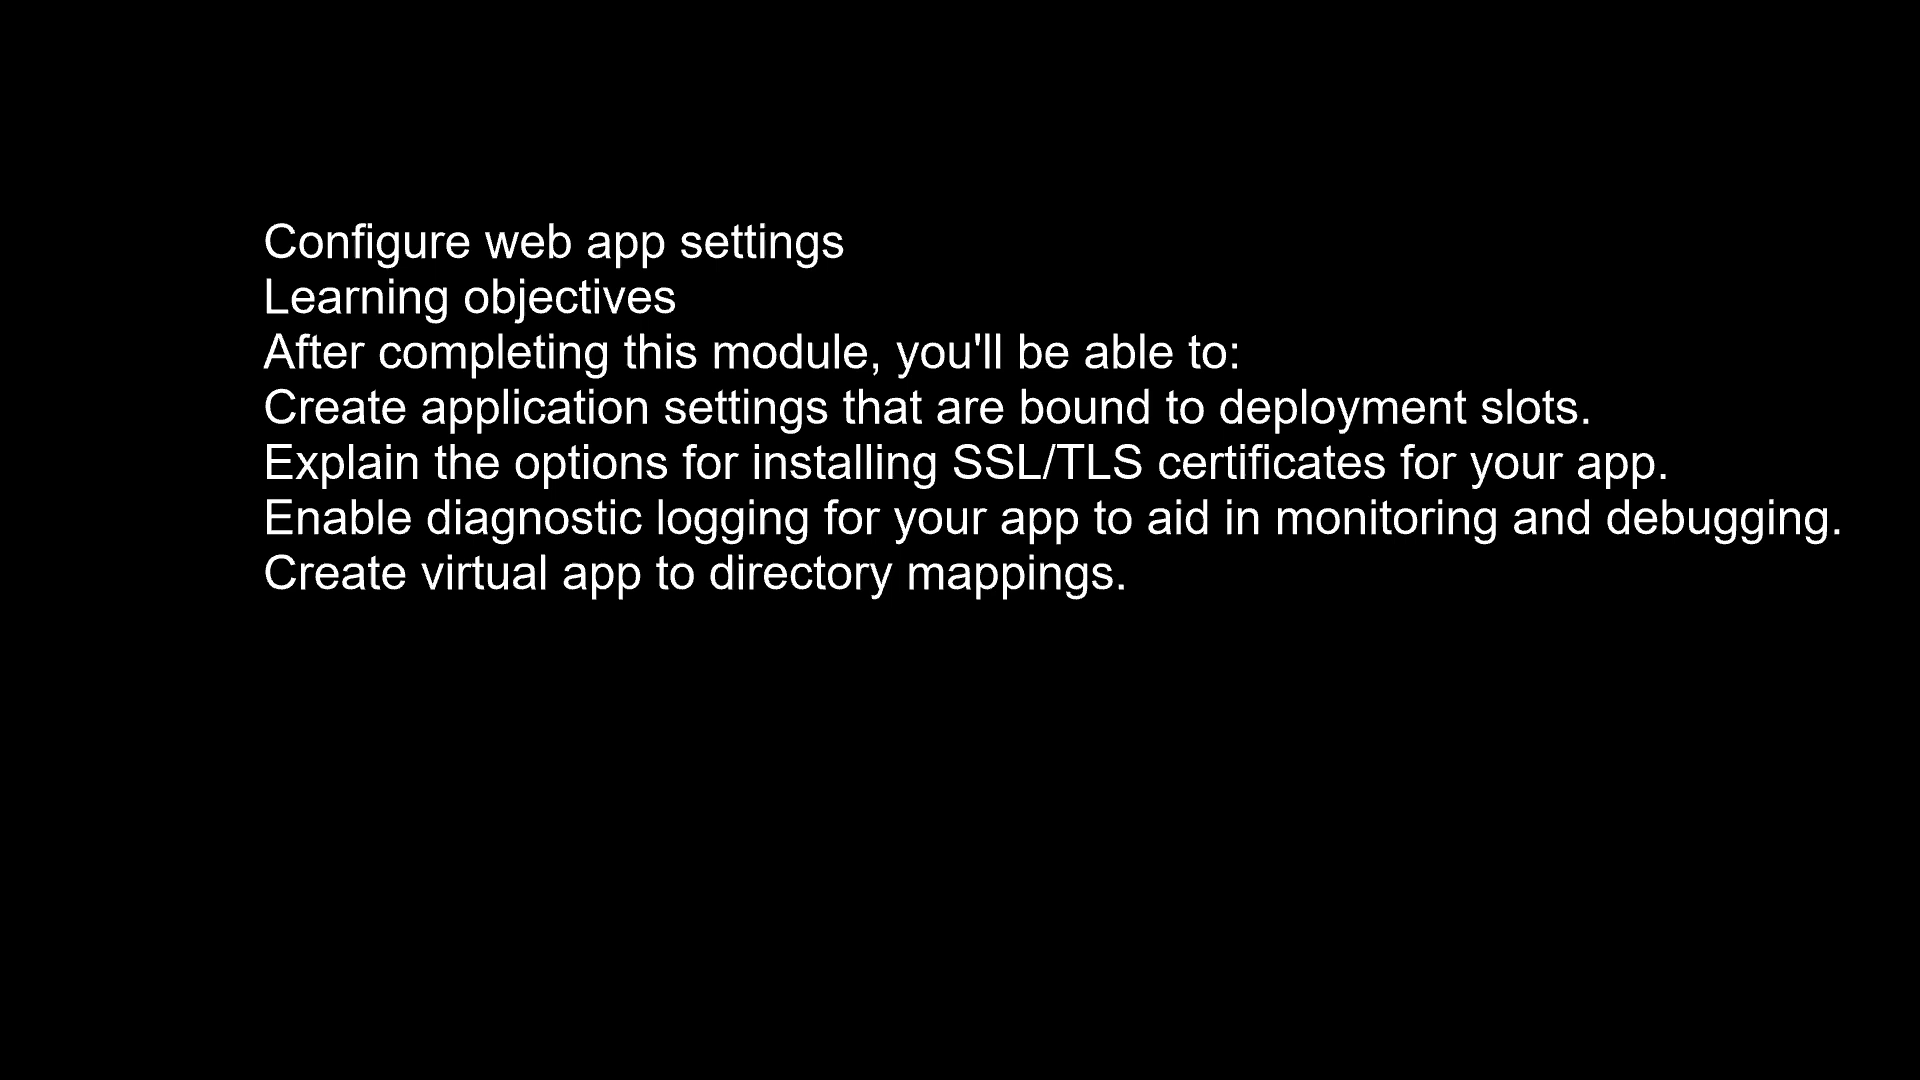 Configure web app settings
Learning objectives
After completing this module, you'll be able to:
Create application settings that are bound to deployment slots.
Explain the options for installing SSL/TLS certificates for your app.
Enable diagnostic logging for your app to aid in monitoring and debugging.
Create virtual app to directory mappings.